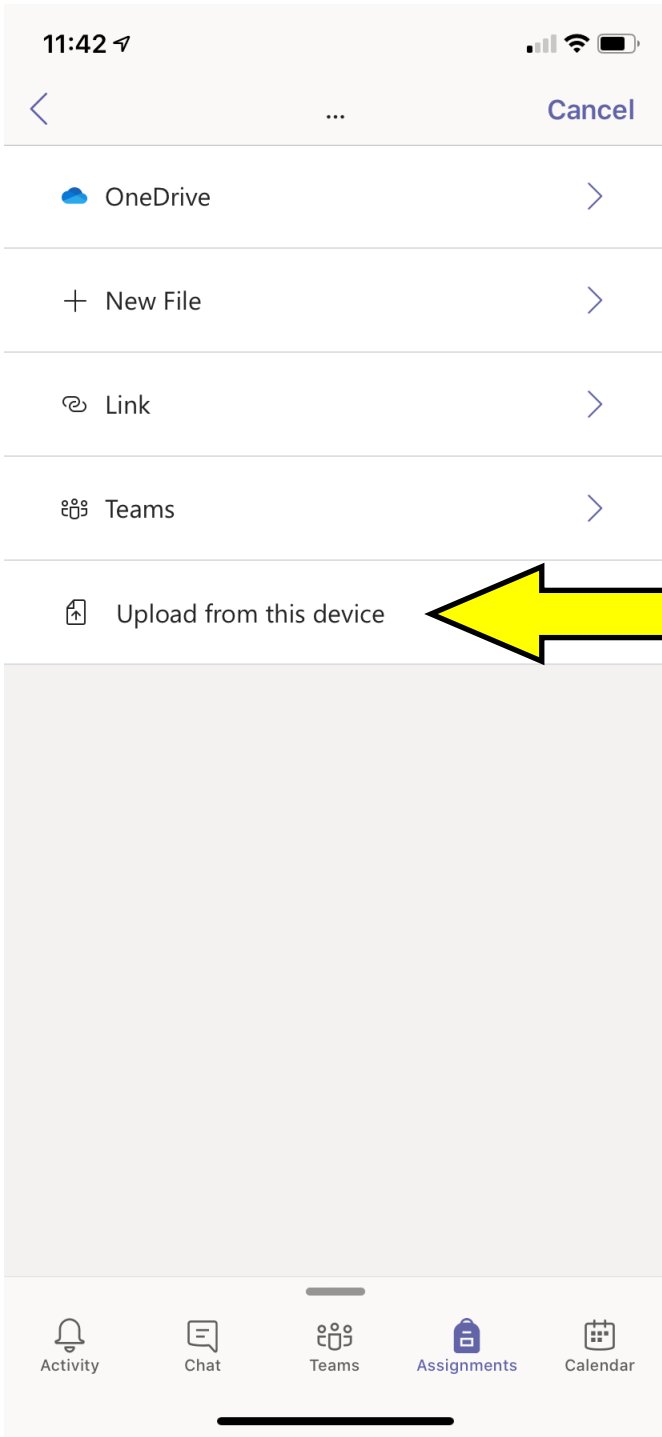 11:42
... Cancel
OneDrive
New File
Link
Teams
Upload from this device
Activity Chat Teams Assignments Calendar